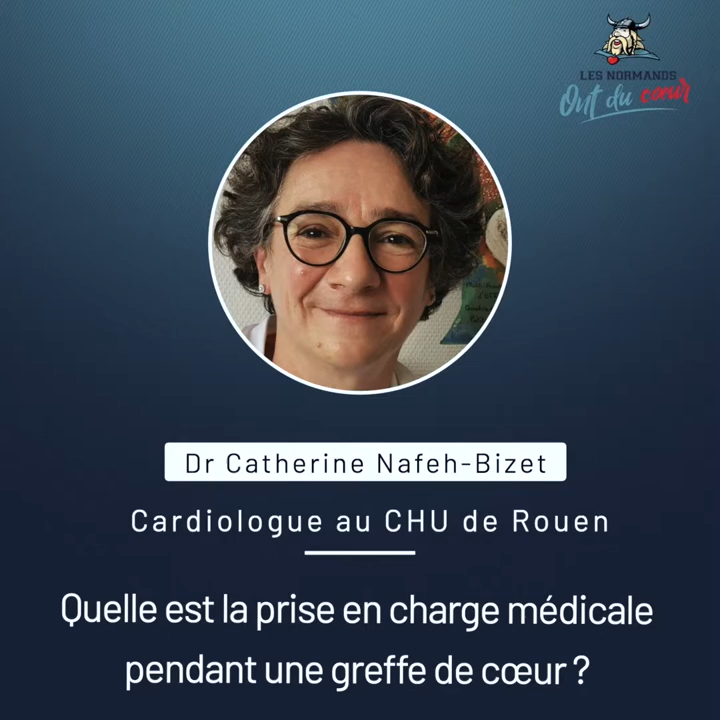 LES NORMANDS
Ont du cœur
Dr Catherine Nafeh-Bizet
Cardiologue au CHU de Rouen
Quelle est la prise en charge médicale
pendant une greffe de cœur ?